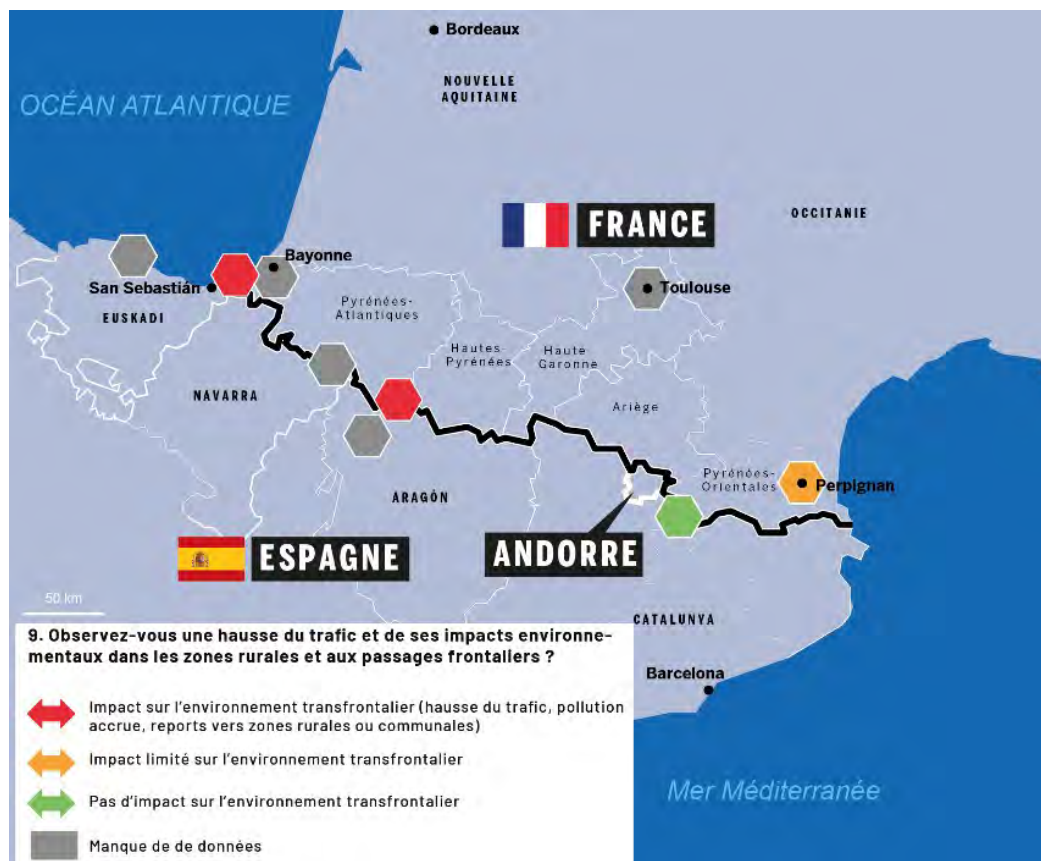 Bordeaux
NOUVELLE
AQUITAINE
OCÉAN ATLANTIQUE
FRANCE
OCCITANIE
Bayonne
San Sebastián
Toulouse
EUSKADI
Pyrénées-
Atlantiques
Hautes
Pyrénées
Haute
Garonne
NAVARRA
Ariège
Pyrénées-
Orientales
Perpignan
ARAGÓN
ESPAGNE
ANDORRE
50 km
CATALUNYA
Barcelona
Mer Méditerranée
9. Observez-vous une hausse du trafic et de ses impacts environne-
mentaux dans les zones rurales et aux passages frontaliers ?
Impact sur l'environnement transfrontalier (hausse du trafic, pollution
accrue, reports vers zones rurales ou communales)
Impact limité sur l'environnement transfrontalier
Pas d'impact sur l'environnement transfrontalier
Manque de de données